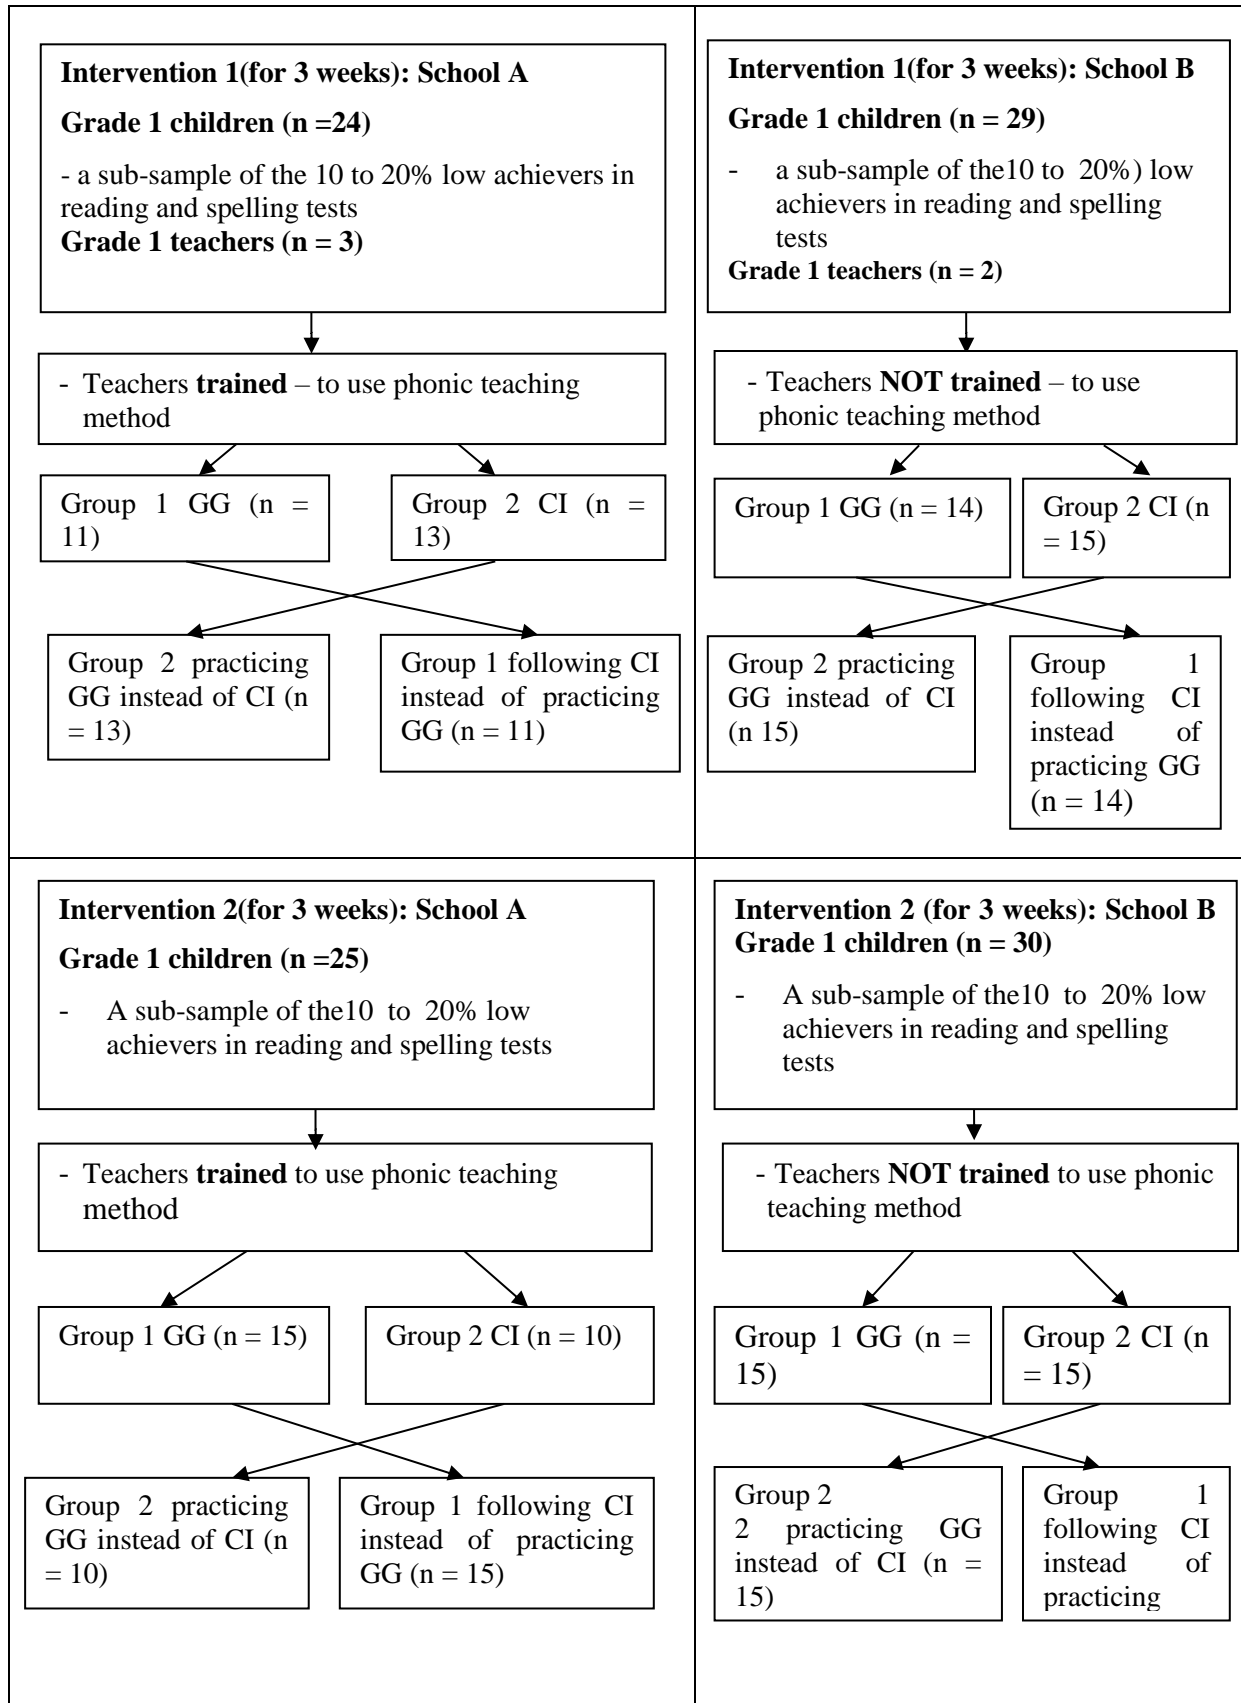 Intervention 1(for 3 weeks): School A
Grade 1 children (n =24)
- a sub-sample of the 10 to 20% low achievers in
reading and spelling tests
Grade 1 teachers (n = 3)
- Teachers trained – to use phonic teaching
method
Group 1 GG (n =
11)
Group 2 CI (n =
13)
Group 2 practicing
GG instead of CI (n
= 13)
Group 1 following CI
instead of practicing
GG (n = 11)
Intervention 1(for 3 weeks): School B
Grade 1 children (n = 29)
- a sub-sample of the10 to 20%) low
achievers in reading and spelling
tests
Grade 1 teachers (n = 2)
- Teachers NOT trained – to use
phonic teaching method
Group 1 GG (n = 14)
Group 2 CI (n
= 15)
Group 2 practicing
GG instead of CI
(n 15)
Group 1
following CI
instead of
practicing GG
(n = 14)
Intervention 2(for 3 weeks): School A
Grade 1 children (n =25)
- A sub-sample of the10 to 20% low
achievers in reading and spelling tests
- Teachers trained to use phonic teaching
method
Group 1 GG (n = 15)
Group 2 CI (n = 10)
Group 2 practicing
GG instead of CI (n
= 10)
Group 1 following CI
instead of practicing
GG (n = 15)
Intervention 2 (for 3 weeks): School B
Grade 1 children (n = 30)
- A sub-sample of the10 to 20% low
achievers in reading and spelling
tests
- Teachers NOT trained to use phonic
teaching method
Group 1 GG (n =
15)
Group 2 CI (n
= 15)
Group 2
2 practicing GG
instead of CI (n =
15)
Group 1
following CI
instead of
practicing